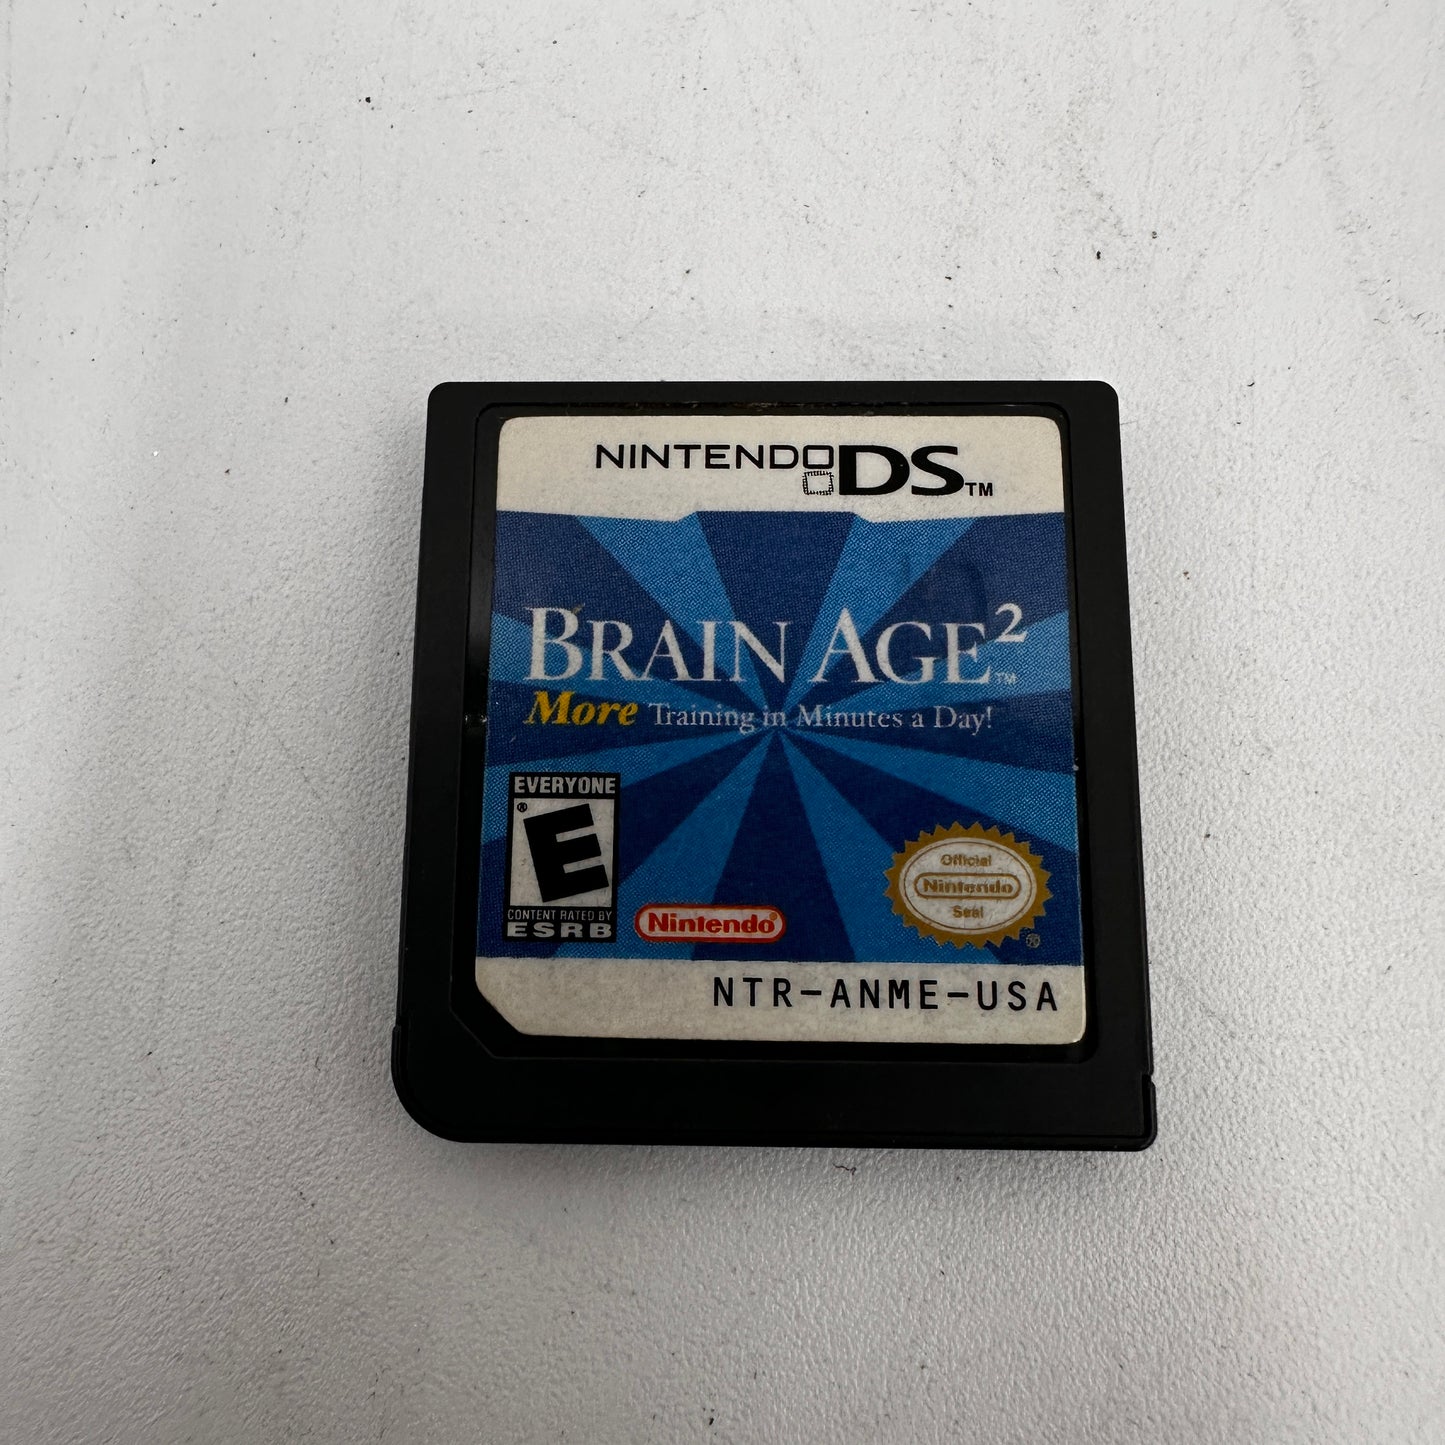 NINTENDO DS™
BRAIN AGE²™
More Training in Minutes a Day!
EVERYONE
E®
CONTENT RATED BY
ESRB
Nintendo®
Official
Nintendo
Seal
®
NTR-ANME-USA